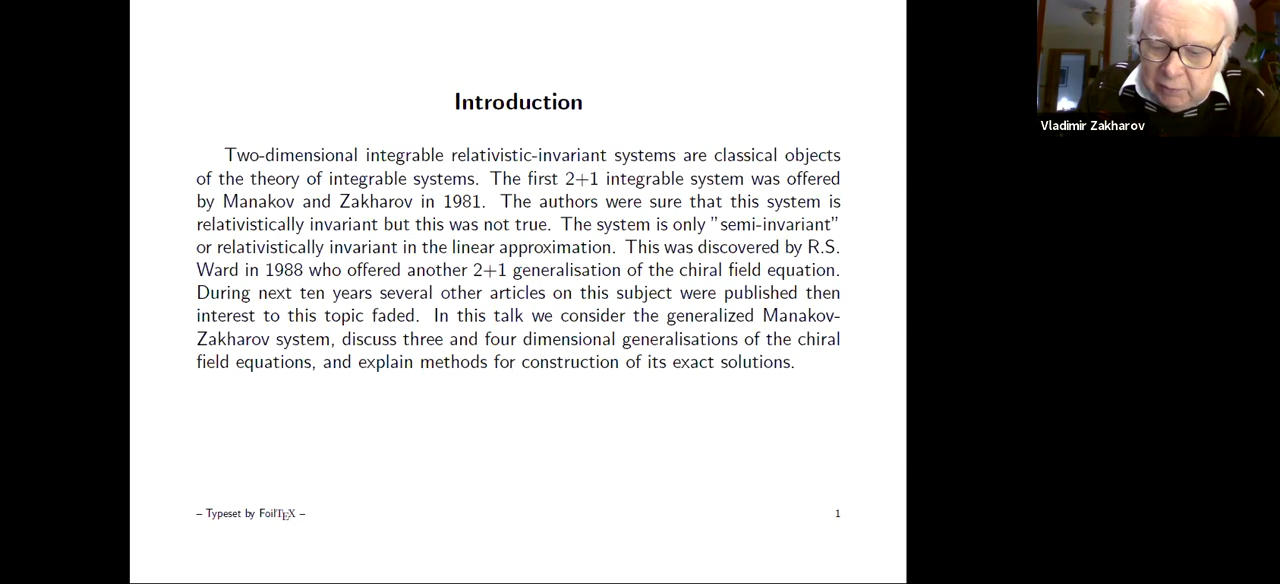 Introduction
Two-dimensional integrable relativistic-invariant systems are classical objects
of the theory of integrable systems. The first 2+1 integrable system was offered
by Manakov and Zakharov in 1981. The authors were sure that this system is
relativistically invariant but this was not true. The system is only ”semi-invariant”
or relativistically invariant in the linear approximation. This was discovered by R.S.
Ward in 1988 who offered another 2+1 generalisation of the chiral field equation.
During next ten years several other articles on this subject were published then
interest to this topic faded. In this talk we consider the generalized Manakov-
Zakharov system, discuss three and four dimensional generalisations of the chiral
field equations, and explain methods for construction of its exact solutions.
– Typeset by FoilTEX –
1
Vladimir Zakharov